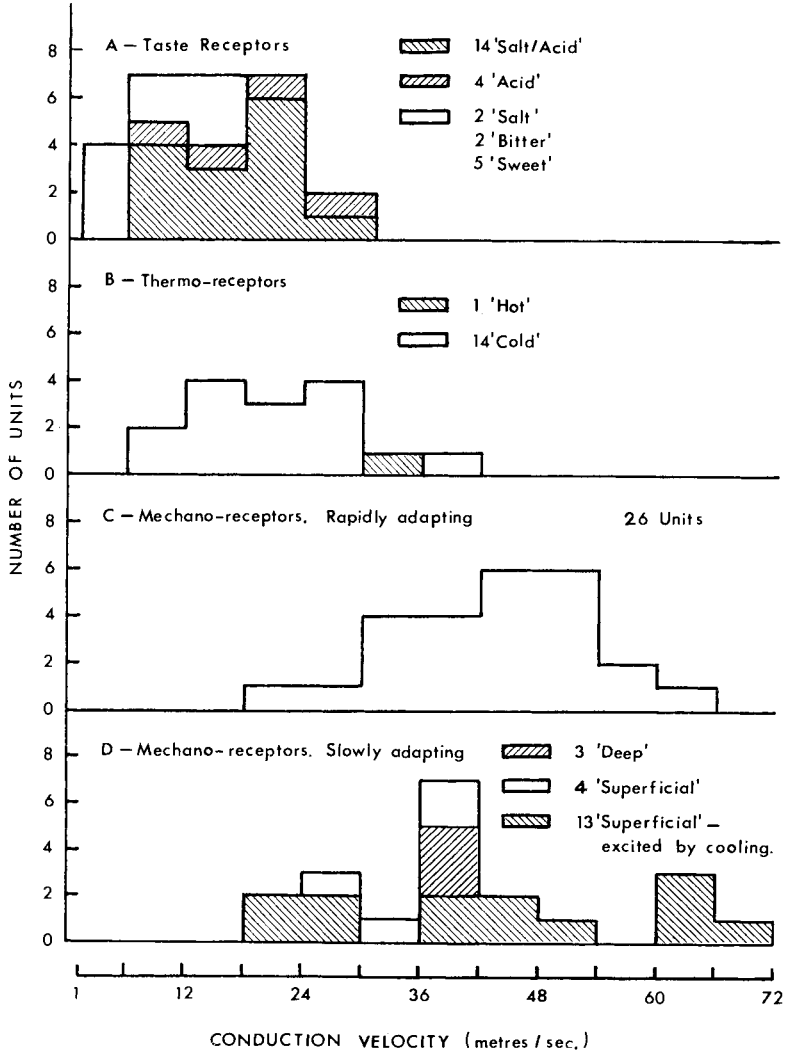 A – Taste Receptors
14 'Salt/Acid'
4 'Acid'
2 'Salt'
2 'Bitter'
5 'Sweet'
8
6
4
2
0
B – Thermo-receptors
1 'Hot'
14 'Cold'
8
6
4
2
0
NUMBER OF UNITS
C – Mechano-receptors. Rapidly adapting 26 Units
8
6
4
2
0
D – Mechano-receptors. Slowly adapting
3 'Deep'
4 'Superficial'
13 'Superficial' –
excited by cooling.
8
6
4
2
0
1 12 24 36 48 60 72
CONDUCTION VELOCITY (metres / sec.)